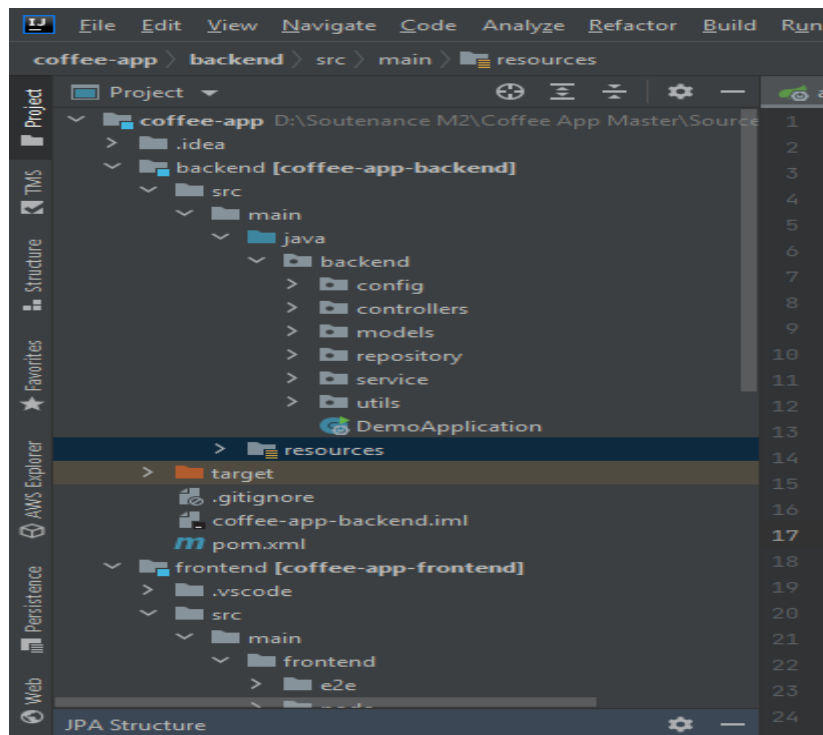 IJ File Edit View Navigate Code Analyze Refactor Build Run
coffee-app backend src main resources
Project
coffee-app D:\Soutenance M2\Coffee App Master\Source
.idea
backend [coffee-app-backend]
src
main
java
backend
config
controllers
models
repository
service
utils
DemoApplication
resources
target
.gitignore
coffee-app-backend.iml
m pom.xml
frontend [coffee-app-frontend]
.vscode
src
main
frontend
e2e
JPA Structure
Project
TMS
Structure
Favorites
AWS Explorer
Persistence
Web
1
2
3
4
5
6
7
8
9
10
11
12
13
14
15
16
17
18
19
20
21
22
23
24